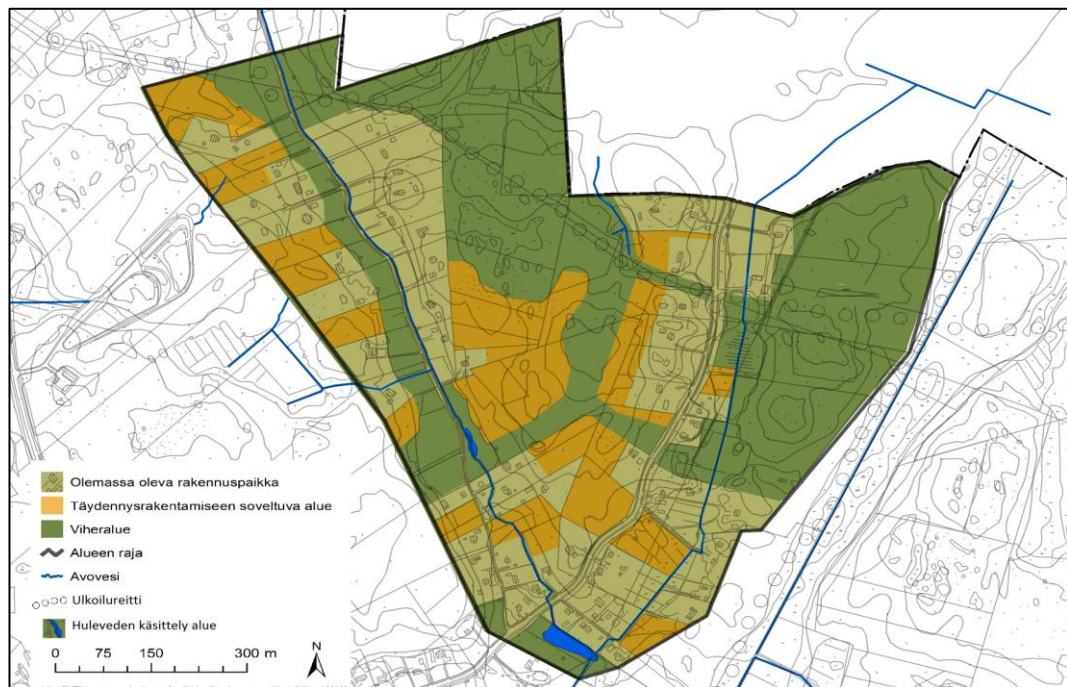 Olemassa oleva rakennuspaikka
Täydennysrakentamiseen soveltuva alue
Viheralue
Alueen raja
Avovesi
Ulkoilureitti
Huleveden käsittely alue
0 75 150 300 m
N